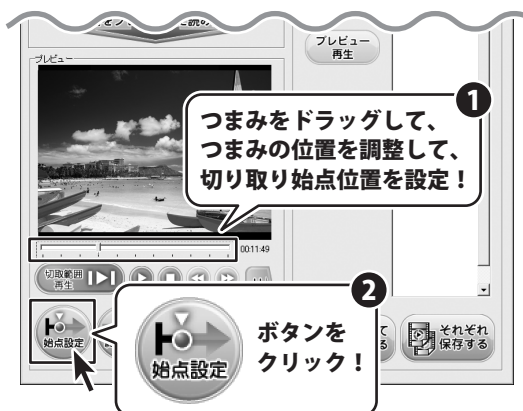 プレビュー
再生
プレビュー
1
つまみをドラッグして、
つまみの位置を調整して、
切り取り始点位置を設定！
00:11:49
切取範囲
再生
2
始点設定
始点設定
ボタンを
クリック！
て
る
それぞれ
保存する